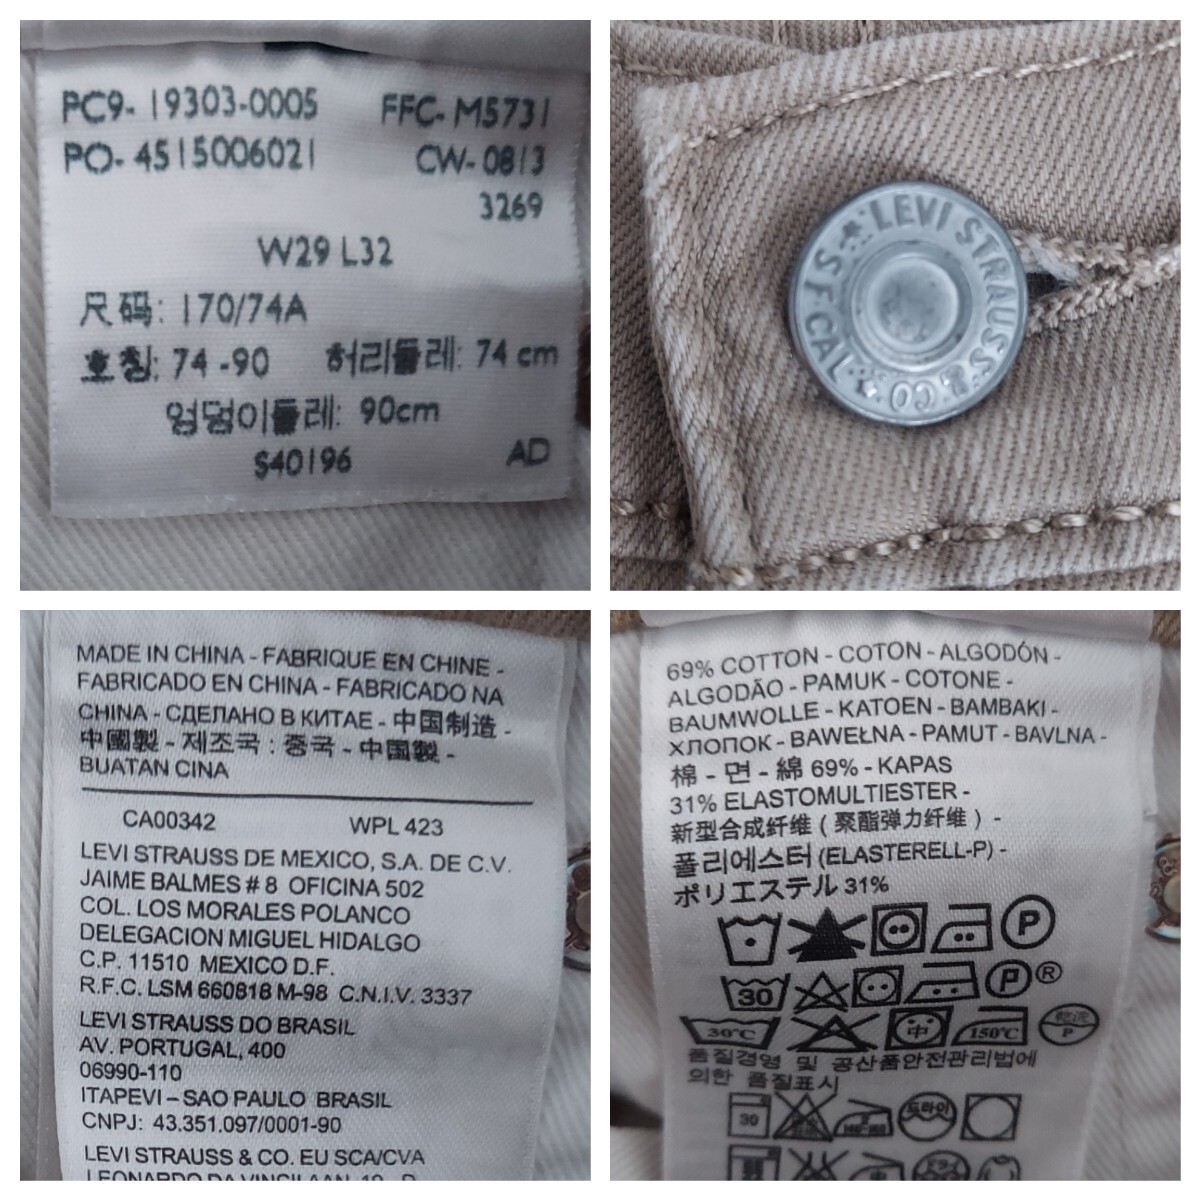 PC9- 19303-0005 FFC- M5731
PO- 4515006021 CW-0813
3269
W29 L32
尺码: 170/74A
호칭: 74 -90 허리둘레: 74 cm
엉덩이둘레: 90cm
S40196 AD
LEVI STRAUSS & CO. S.F. CAL.
MADE IN CHINA - FABRIQUE EN CHINE -
FABRICADO EN CHINA - FABRICADO NA
CHINA - СДЕЛАНО В КИТАЕ - 中国制造 -
中國製 - 제조국 : 중국 - 中国製 -
BUATAN CINA
CA00342 WPL 423
LEVI STRAUSS DE MEXICO, S.A. DE C.V.
JAIME BALMES # 8 OFICINA 502
COL. LOS MORALES POLANCO
DELEGACION MIGUEL HIDALGO
C.P. 11510 MEXICO D.F.
R.F.C. LSM 660818 M-98 C.N.I.V. 3337
LEVI STRAUSS DO BRASIL
AV. PORTUGAL, 400
06990-110
ITAPEVI – SAO PAULO BRASIL
CNPJ: 43.351.097/0001-90
LEVI STRAUSS & CO. EU SCA/CVA
69% COTTON - COTON - ALGODÓN -
ALGODÃO - PAMUK - COTONE -
BAUMWOLLE - KATOEN - BAMBAKI -
ХЛОПОК - BAWEŁNA - PAMUT - BAVLNA -
棉 - 면 - 綿 69% - KAPAS
31% ELASTOMULTIESTER -
新型合成纤维 ( 聚酯弹力纤维 ) -
폴리에스터 (ELASTERELL-P) -
ポリエステル 31%
P
30 P ®
30℃ 中 150℃ P
품질경영 및 공산품안전관리법에
의한 품질표시
30 드라이